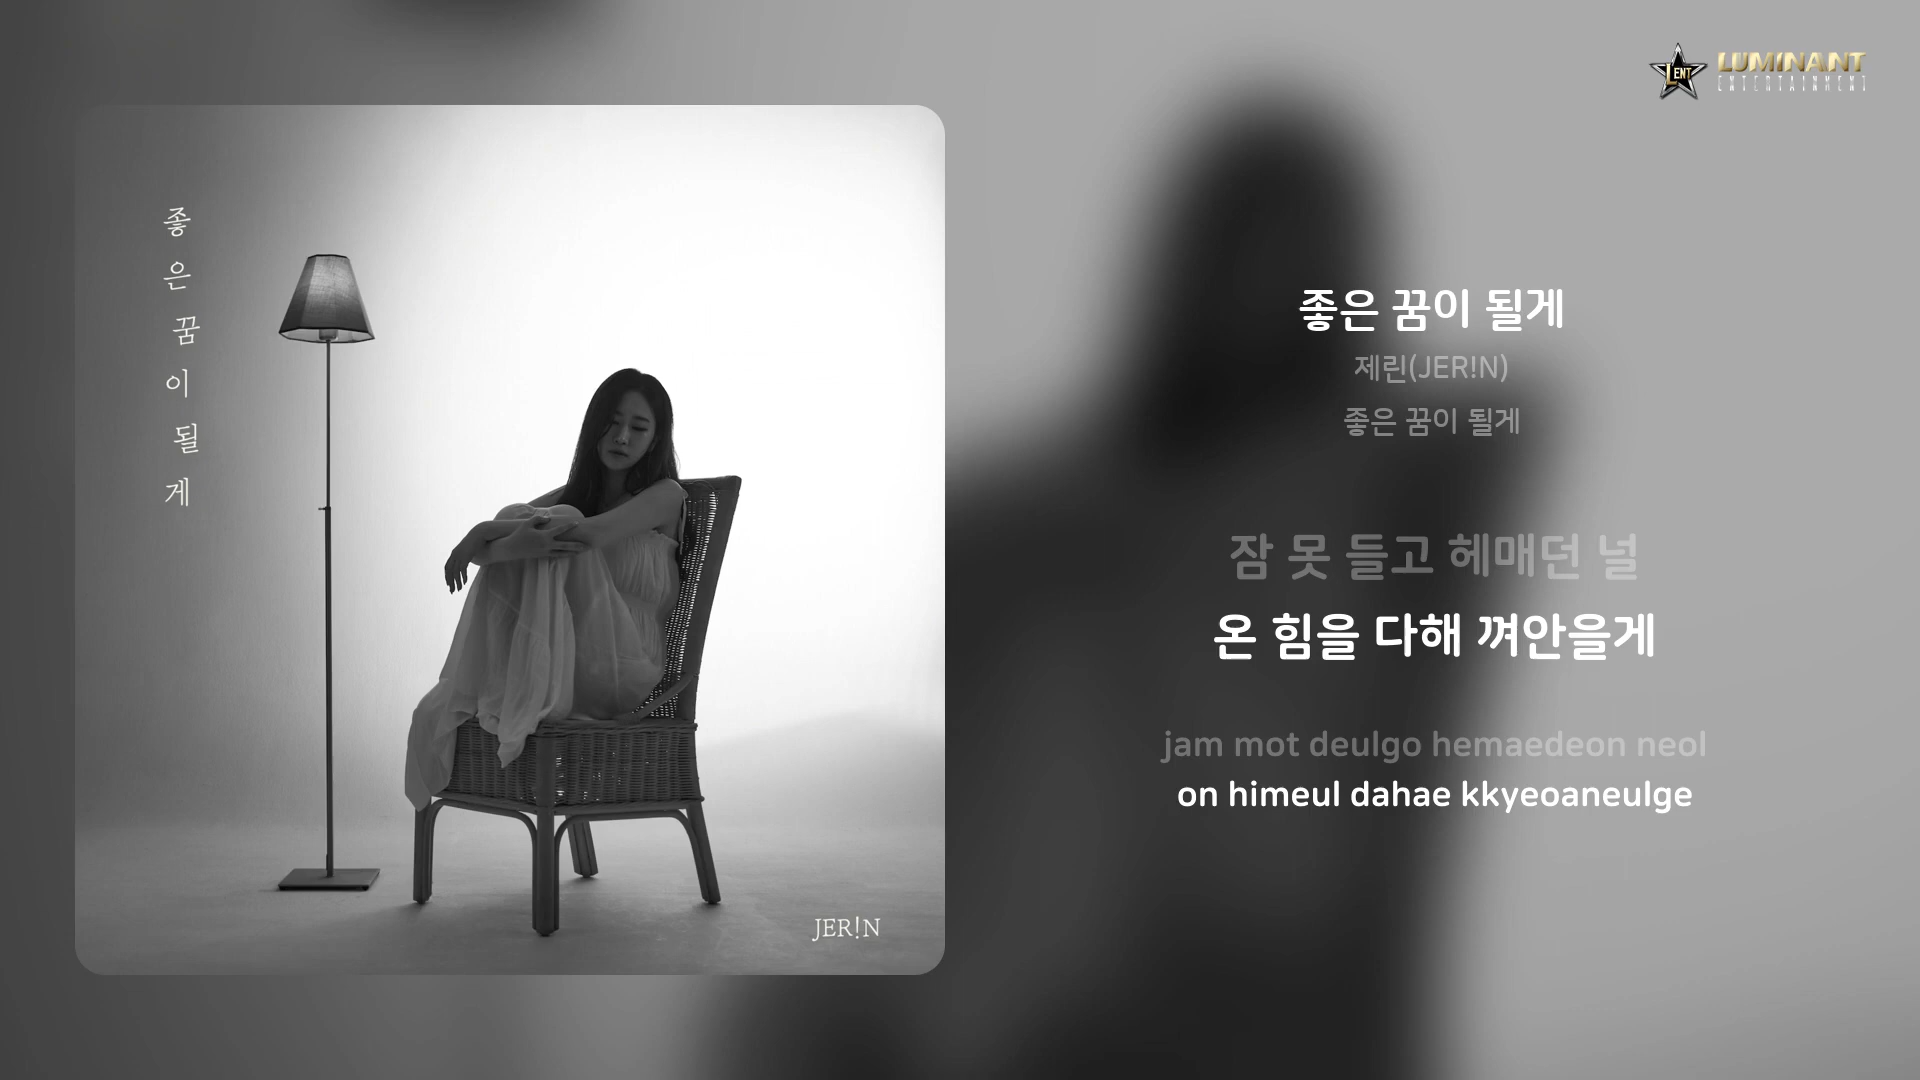 LENT
LUMINANT
ENTERTAINMENT
좋은꿈이될게
JER!N
좋은 꿈이 될게
제린(JER!N)
좋은 꿈이 될게
잠 못 들고 헤매던 널
온 힘을 다해 껴안을게
jam mot deulgo hemaedeon neol
on himeul dahae kkyeoaneulge